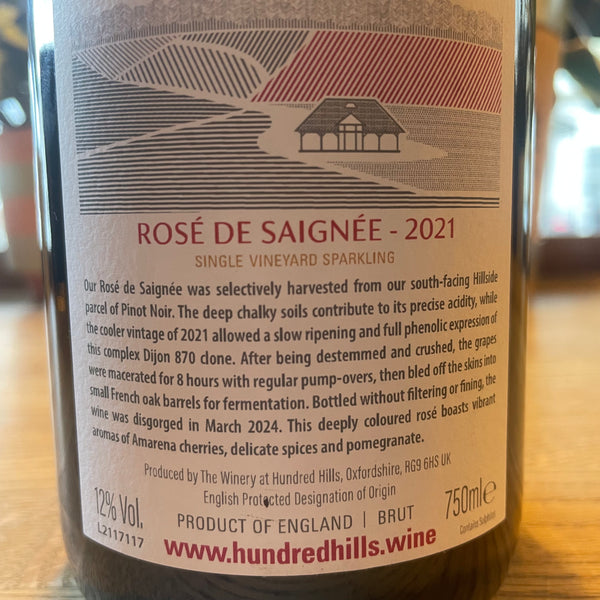 ROSÉ DE SAIGNÉE - 2021
SINGLE VINEYARD SPARKLING
Our Rosé de Saignée was selectively harvested from our south-facing Hillside
parcel of Pinot Noir. The deep chalky soils contribute to its precise acidity, while
the cooler vintage of 2021 allowed a slow ripening and full phenolic expression of
this complex Dijon 870 clone. After being destemmed and crushed, the grapes
were macerated for 8 hours with regular pump-overs, then bled off the skins into
small French oak barrels for fermentation. Bottled without filtering or fining, the
wine was disgorged in March 2024. This deeply coloured rosé boasts vibrant
aromas of Amarena cherries, delicate spices and pomegranate.
Produced by The Winery at Hundred Hills, Oxfordshire, RG9 6HS UK
English Protected Designation of Origin
12% Vol.
L2117117
PRODUCT OF ENGLAND | BRUT
750ml℮
Contains Sulphites
www.hundredhills.wine